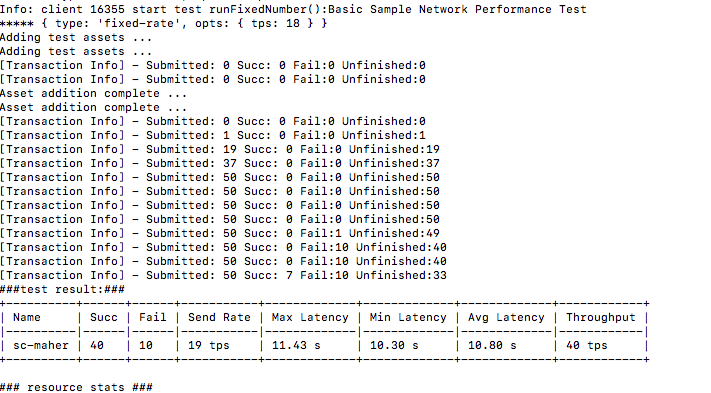 Info: client 16355 start test runFixedNumber():Basic Sample Network Performance Test
***** { type: 'fixed-rate', opts: { tps: 18 } }
Adding test assets ...
Adding test assets ...
[Transaction Info] - Submitted: 0 Succ: 0 Fail:0 Unfinished:0
[Transaction Info] - Submitted: 0 Succ: 0 Fail:0 Unfinished:0
Asset addition complete ...
Asset addition complete ...
[Transaction Info] - Submitted: 0 Succ: 0 Fail:0 Unfinished:0
[Transaction Info] - Submitted: 1 Succ: 0 Fail:0 Unfinished:1
[Transaction Info] - Submitted: 19 Succ: 0 Fail:0 Unfinished:19
[Transaction Info] - Submitted: 37 Succ: 0 Fail:0 Unfinished:37
[Transaction Info] - Submitted: 50 Succ: 0 Fail:0 Unfinished:50
[Transaction Info] - Submitted: 50 Succ: 0 Fail:0 Unfinished:50
[Transaction Info] - Submitted: 50 Succ: 0 Fail:0 Unfinished:50
[Transaction Info] - Submitted: 50 Succ: 0 Fail:0 Unfinished:50
[Transaction Info] - Submitted: 50 Succ: 0 Fail:1 Unfinished:49
[Transaction Info] - Submitted: 50 Succ: 0 Fail:10 Unfinished:40
[Transaction Info] - Submitted: 50 Succ: 0 Fail:10 Unfinished:40
[Transaction Info] - Submitted: 50 Succ: 7 Fail:10 Unfinished:33
###test result:###
| Name | Succ | Fail | Send Rate | Max Latency | Min Latency | Avg Latency | Throughput |
| sc-maher | 40 | 10 | 19 tps | 11.43 s | 10.30 s | 10.80 s | 40 tps |
### resource stats ###